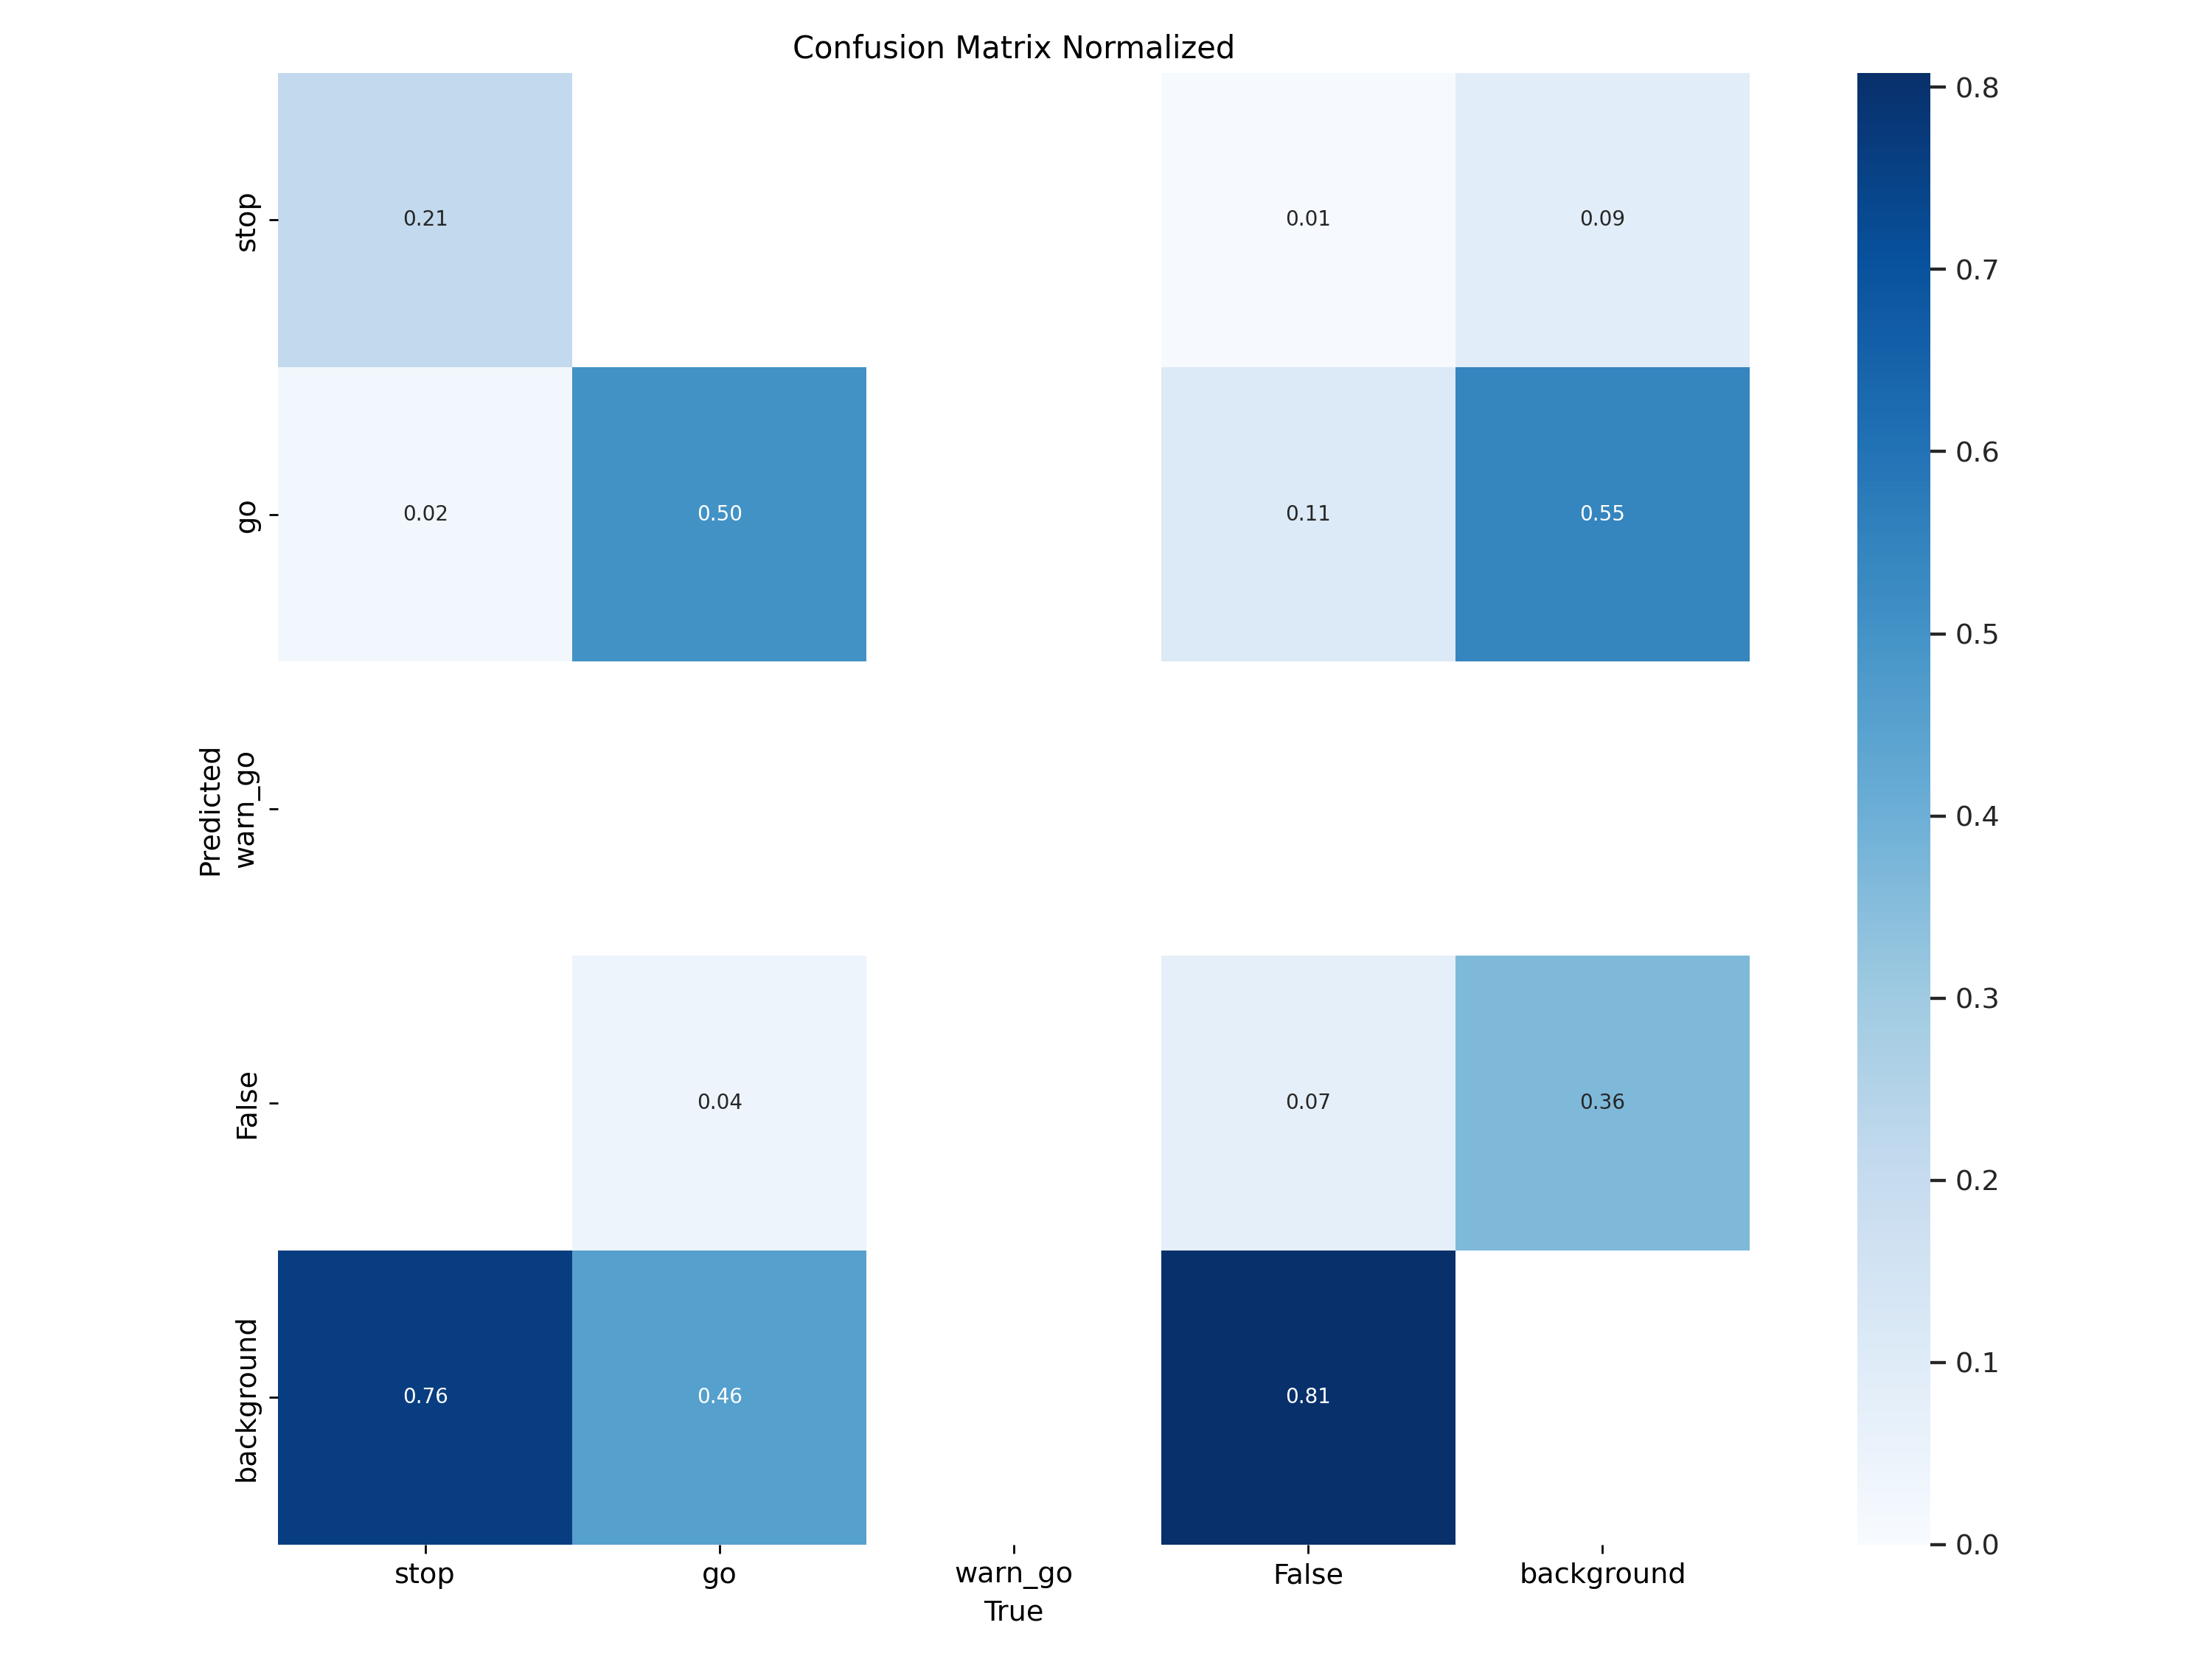 Confusion Matrix Normalized
stop
0.21
0.01
0.09
go
0.02
0.50
0.11
0.55
Predicted
warn_go
False
0.04
0.07
0.36
background
0.76
0.46
0.81
stop
go
warn_go
False
background
True
0.8
0.7
0.6
0.5
0.4
0.3
0.2
0.1
0.0